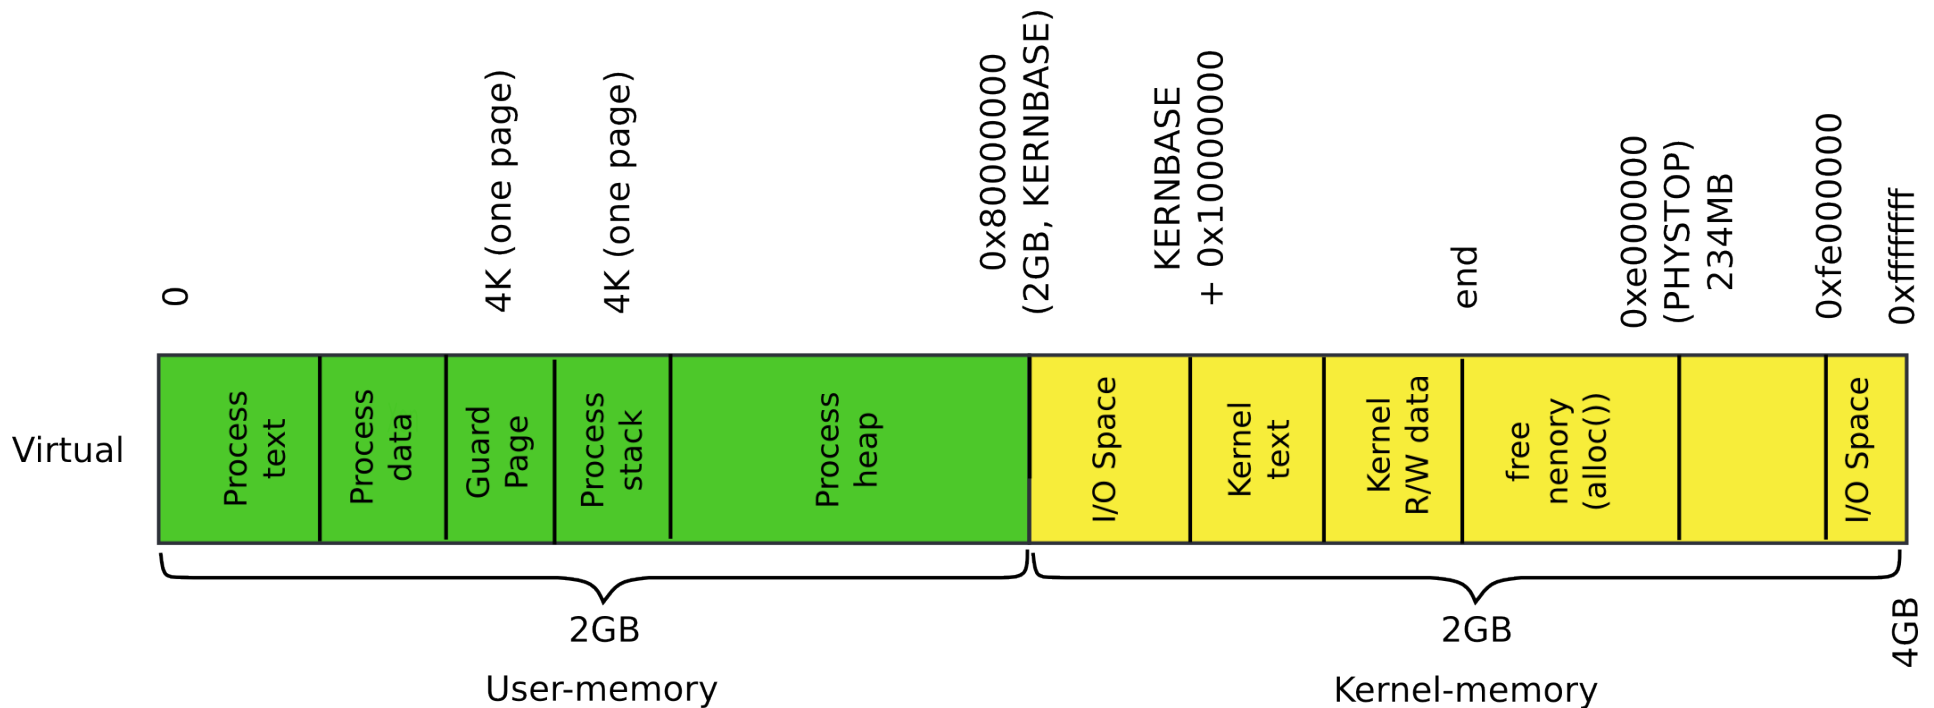 0
4K (one page)
4K (one page)
0x80000000
(2GB, KERNBASE)
KERNBASE
+ 0x10000000
end
0xe000000
(PHYSTOP)
234MB
0xfe000000
0xffffffff
Virtual
Process
text
Process
data
Guard
Page
Process
stack
Process
heap
I/O Space
Kernel
text
Kernel
R/W data
free
nenory
(alloc())
I/O Space
2GB
2GB
4GB
User-memory
Kernel-memory